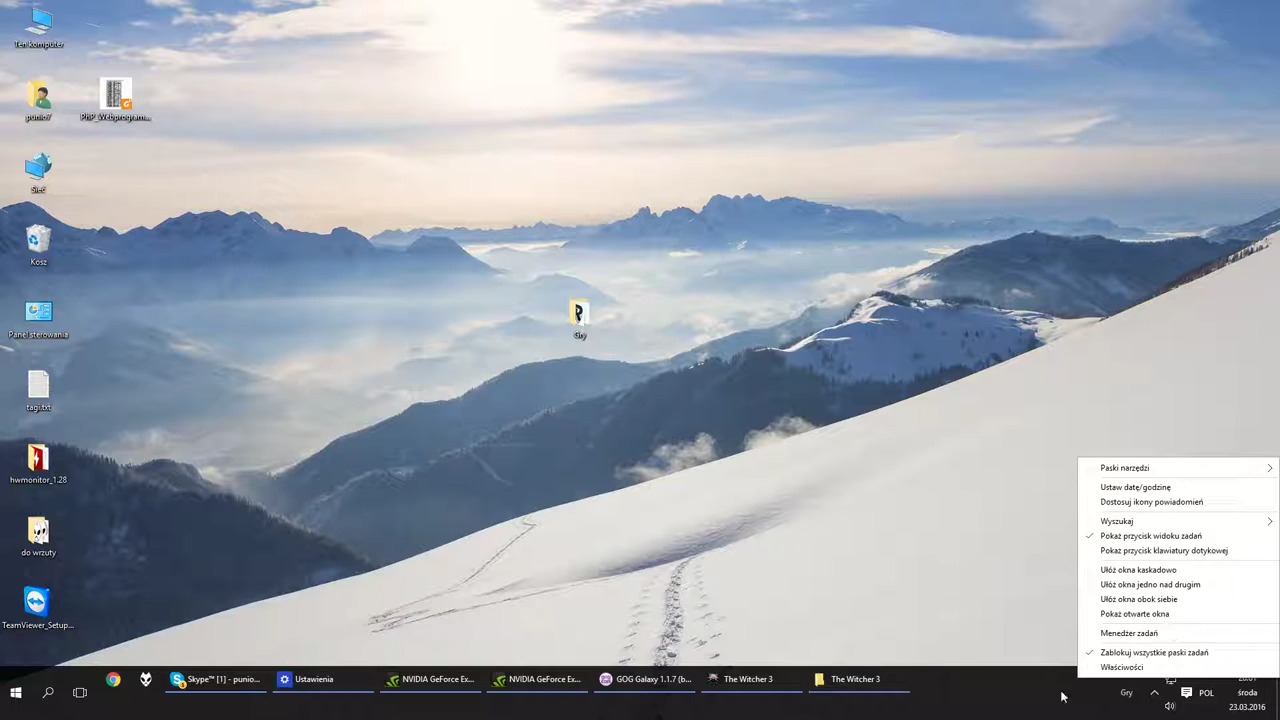 Ten komputer
punio7
PHP_Webprogram...
Sieć
Kosz
Panel sterowania
tagi.txt
hwmonitor_1.28
do wrzuty
TeamViewer_Setup...
Gry
Paski narzędzi
Ustaw datę/godzinę
Dostosuj ikony powiadomień
Wyszukaj
Pokaż przycisk widoku zadań
Pokaż przycisk klawiatury dotykowej
Ułóż okna kaskadowo
Ułóż okna jedno nad drugim
Ułóż okna obok siebie
Pokaż otwarte okna
Menedżer zadań
Zablokuj wszystkie paski zadań
Właściwości
Skype™ [1] - punio...
Ustawienia
NVIDIA GeForce Ex...
NVIDIA GeForce Ex...
GOG Galaxy 1.1.7 (b...
The Witcher 3
The Witcher 3
Gry
POL
środa
23.03.2016